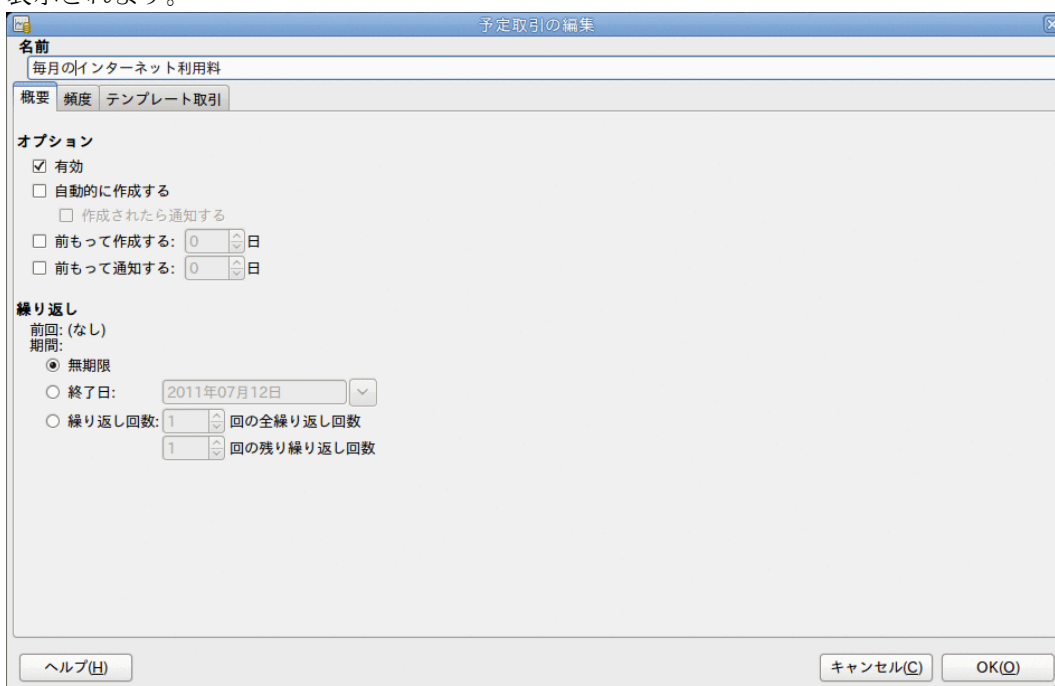 表示されます。
予定取引の編集
名前
毎月のインターネット利用料
概要 頻度 テンプレート取引
オプション
有効
自動的に作成する
作成されたら通知する
前もって作成する: 0 日
前もって通知する: 0 日
繰り返し
前回: (なし)
期間:
無期限
終了日: 2011年07月12日
繰り返し回数: 1 回の全繰り返し回数
1 回の残り繰り返し回数
ヘルプ(H) キャンセル(C) OK(O)